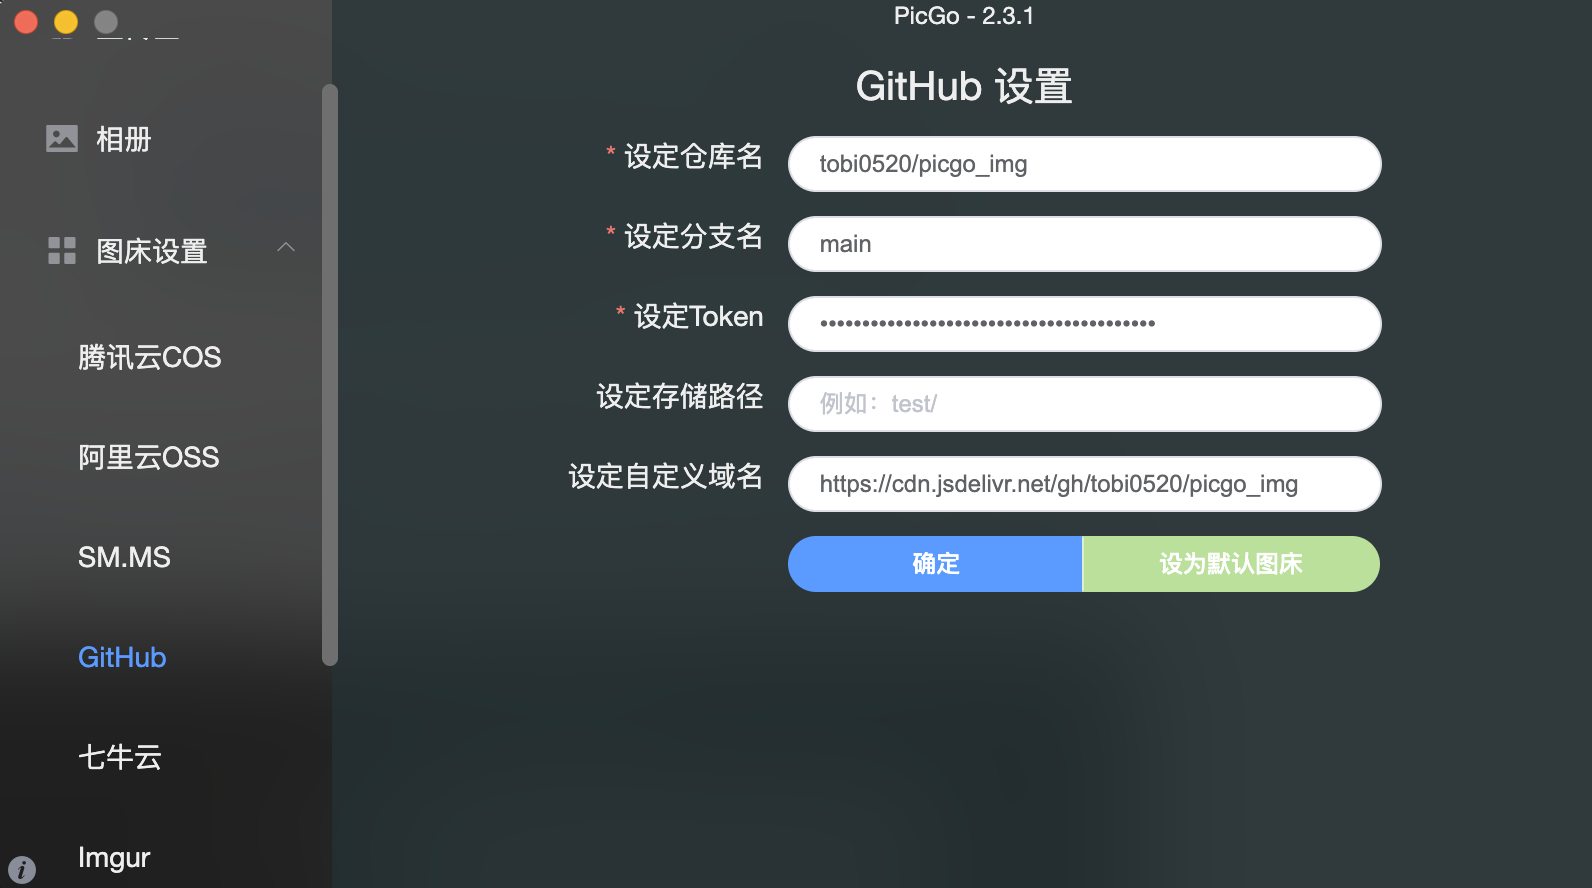 PicGo - 2.3.1
相册
图床设置
腾讯云COS
阿里云OSS
SM.MS
GitHub
七牛云
Imgur
GitHub 设置
* 设定仓库名
tobi0520/picgo_img
* 设定分支名
main
* 设定Token
••••••••••••••••••••••••••••••••••••••••
设定存储路径
例如：test/
设定自定义域名
https://cdn.jsdelivr.net/gh/tobi0520/picgo_img
确定
设为默认图床